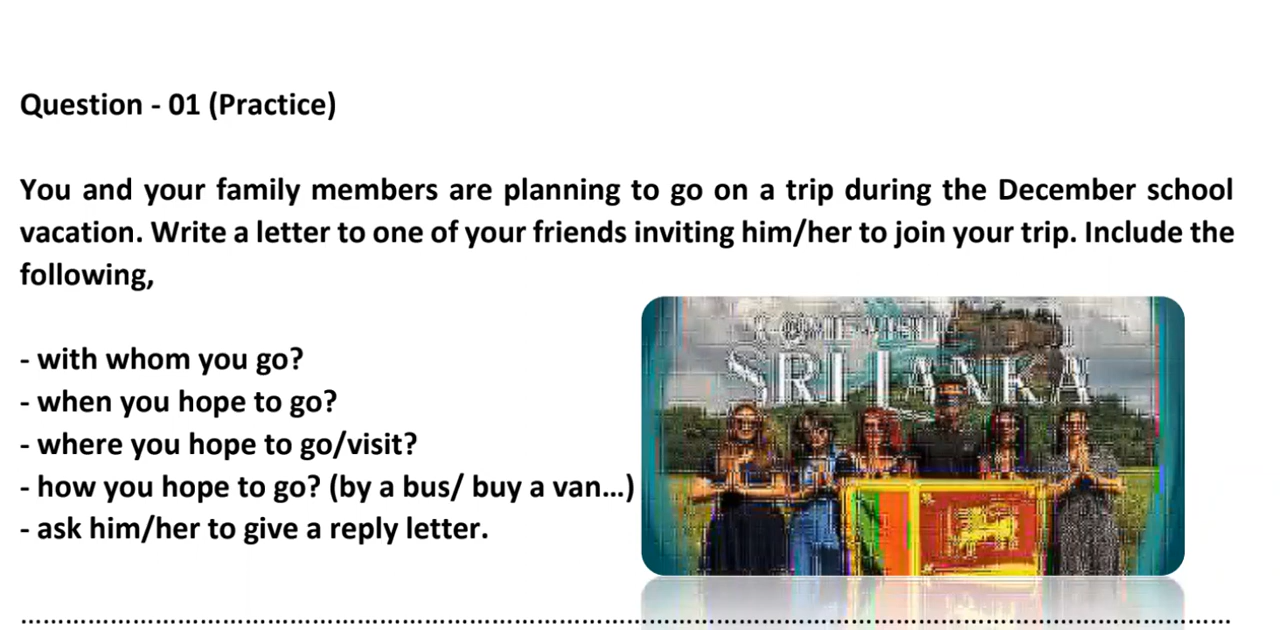 Question - 01 (Practice)
You and your family members are planning to go on a trip during the December school
vacation. Write a letter to one of your friends inviting him/her to join your trip. Include the
following,
- with whom you go?
- when you hope to go?
- where you hope to go/visit?
- how you hope to go? (by a bus/ buy a van...)
- ask him/her to give a reply letter.
COME VISIT
SRI LANKA